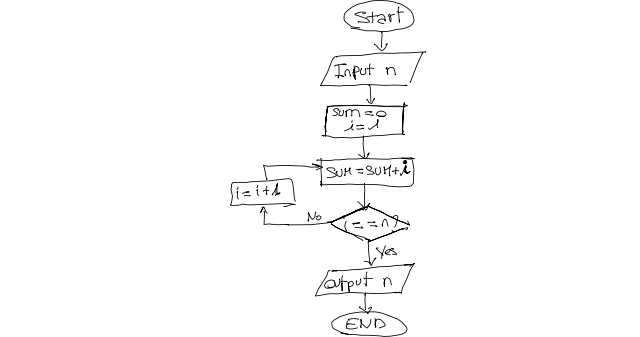 Start
Input n
sum = 0
i = 1
sum = sum + i
i = i + 1
No
(= = n)
Yes
output n
END